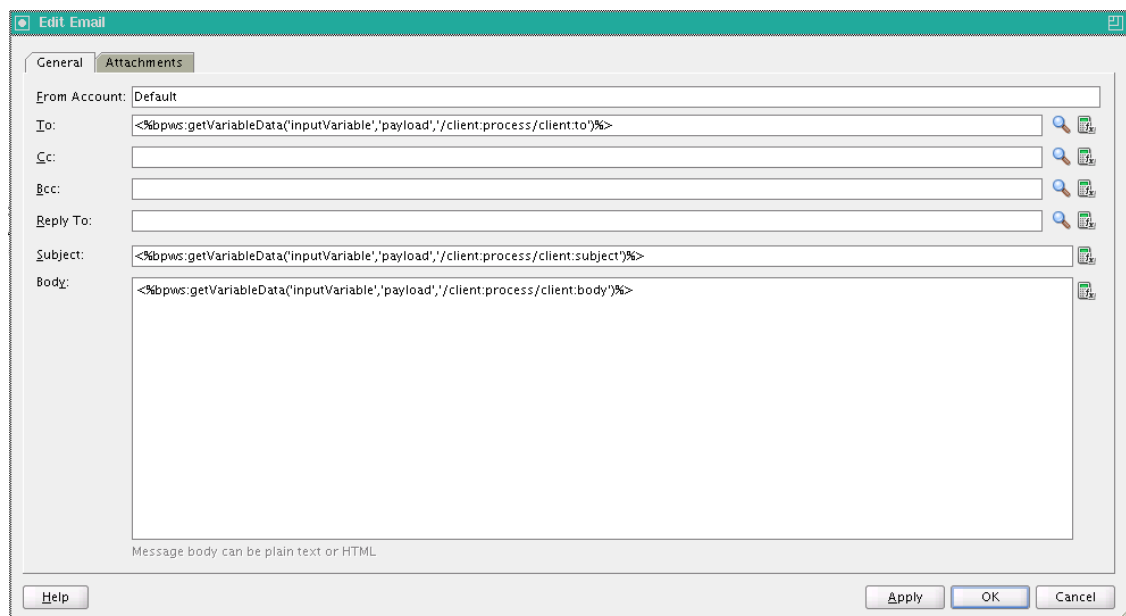 Edit Email
General Attachments
From Account: Default
To: <%bpws:getVariableData('inputVariable','payload','/client:process/client:to')%>
Cc:
Bcc:
Reply To:
Subject: <%bpws:getVariableData('inputVariable','payload','/client:process/client:subject')%>
Body: <%bpws:getVariableData('inputVariable','payload','/client:process/client:body')%>
Message body can be plain text or HTML
Help Apply OK Cancel